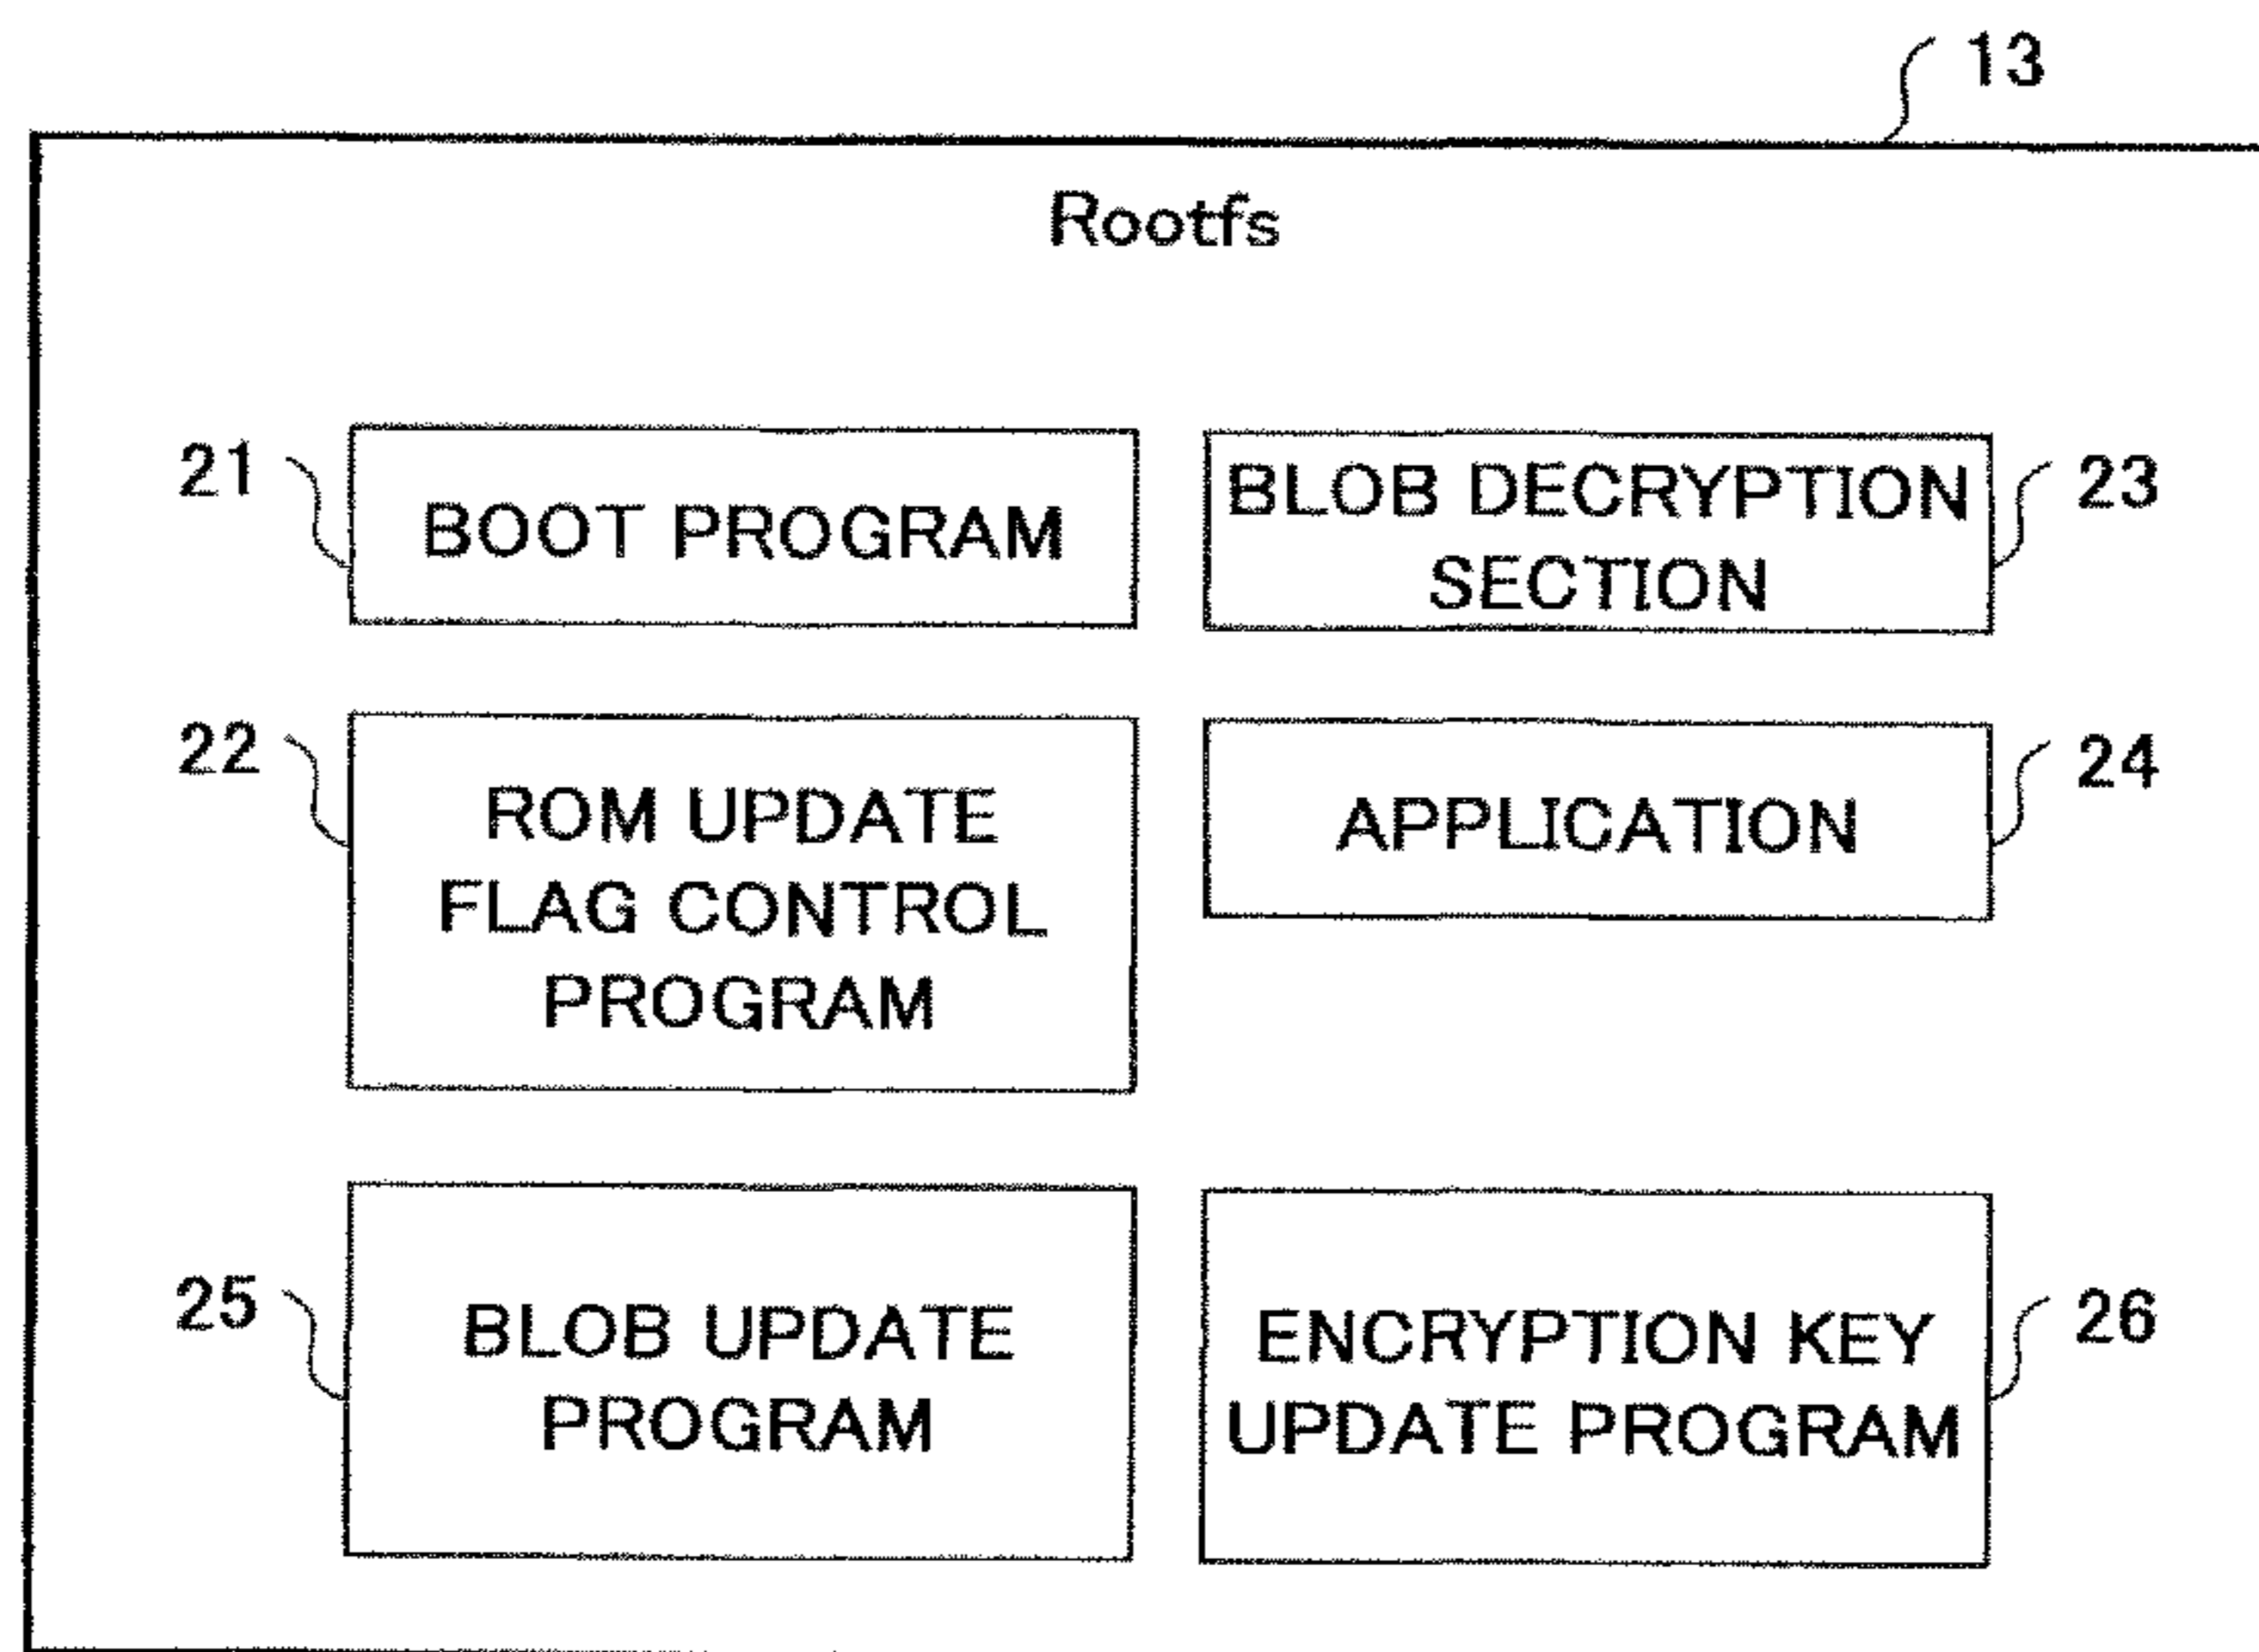 13
Rootfs
21
BOOT PROGRAM
BLOB DECRYPTION
SECTION
23
22
ROM UPDATE
FLAG CONTROL
PROGRAM
APPLICATION
24
25
BLOB UPDATE
PROGRAM
ENCRYPTION KEY
UPDATE PROGRAM
26